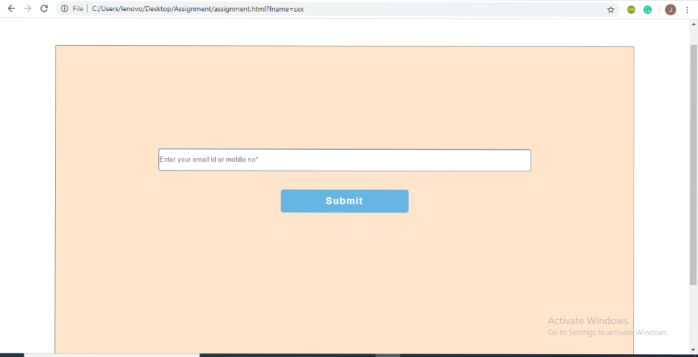 File
C:/Users/lenovo/Desktop/Assignment/assignment.html?fname=sxx
J
Enter your email id or mobile no*
Submit
Activate Windows
Go to Settings to activate Windows.